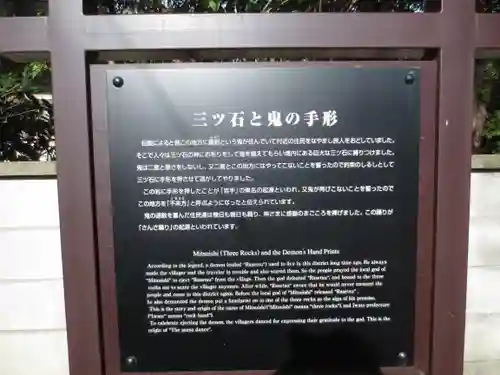 三ツ石と鬼の手形
伝説によると昔この地方に羅刹という鬼が住んでいて付近の住民をなやまし旅人をおどしていました。
そこで人々は三ツ石の神にお祈りをして鬼を捕えてもらい境内にある巨大な三ツ石に縛りつけました。
鬼は二度と悪さをしないし、又二度とこの地方にはやってこないことを誓ったので約束のしるしとして
三ツ石に手形を押させて逃がしてやりました。
この岩に手形を押したことが「岩手」の県名の起源といわれ、又鬼が再びこないことを誓ったので
この地方を「不来方」と呼ぶようになったと伝えられています。
鬼の退散を喜んだ住民達は幾日も幾日も踊り、神さまに感謝のまごころを捧げました。この踊りが
「さんさ踊り」の起源といわれています。
Mitsuishi (Three Rocks) and the Demon's Hand Prints
According to the legend, a demon (called "Rasetsu") used to live in this district long time ago. He always
made the villagers and the traveler in trouble and also scared them. So the people prayed the local god of
"Mitsuishi" to eject "Rasetsu" from the village. Then the god defeated "Rasetsu" and bound to the three
rocks not to scare the villagers anymore. After while, "Rasetsu" swore that he would never torment the
people and come to this district again. Before the local god of "Mitsuishi" released "Rasetsu",
he also demanded the demon put a handprint on to one of the three rocks as the sign of his promise.
This is the story and origin of the name of "Mitsuishi"("Mitsuishi" means "three rocks"), and Iwate prefecture
("Iwate" means "rock-hand").
To celebrate ejecting the demon, the villagers danced for expressing their gratitude to the god. This is the
origin of "The sansa dance".